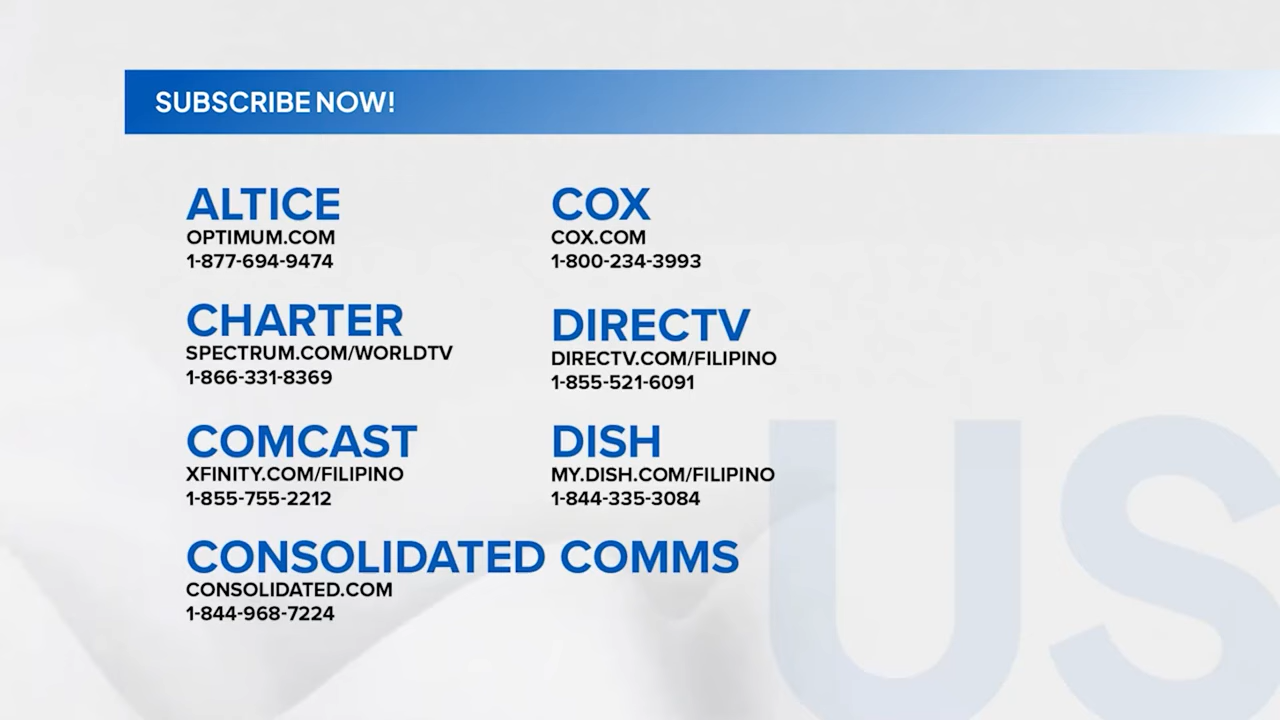 SUBSCRIBE NOW!
ALTICE
OPTIMUM.COM
1-877-694-9474
CHARTER
SPECTRUM.COM/WORLDTV
1-866-331-8369
COMCAST
XFINITY.COM/FILIPINO
1-855-755-2212
CONSOLIDATED COMMS
CONSOLIDATED.COM
1-844-968-7224
COX
COX.COM
1-800-234-3993
DIRECTV
DIRECTV.COM/FILIPINO
1-855-521-6091
DISH
MY.DISH.COM/FILIPINO
1-844-335-3084
US